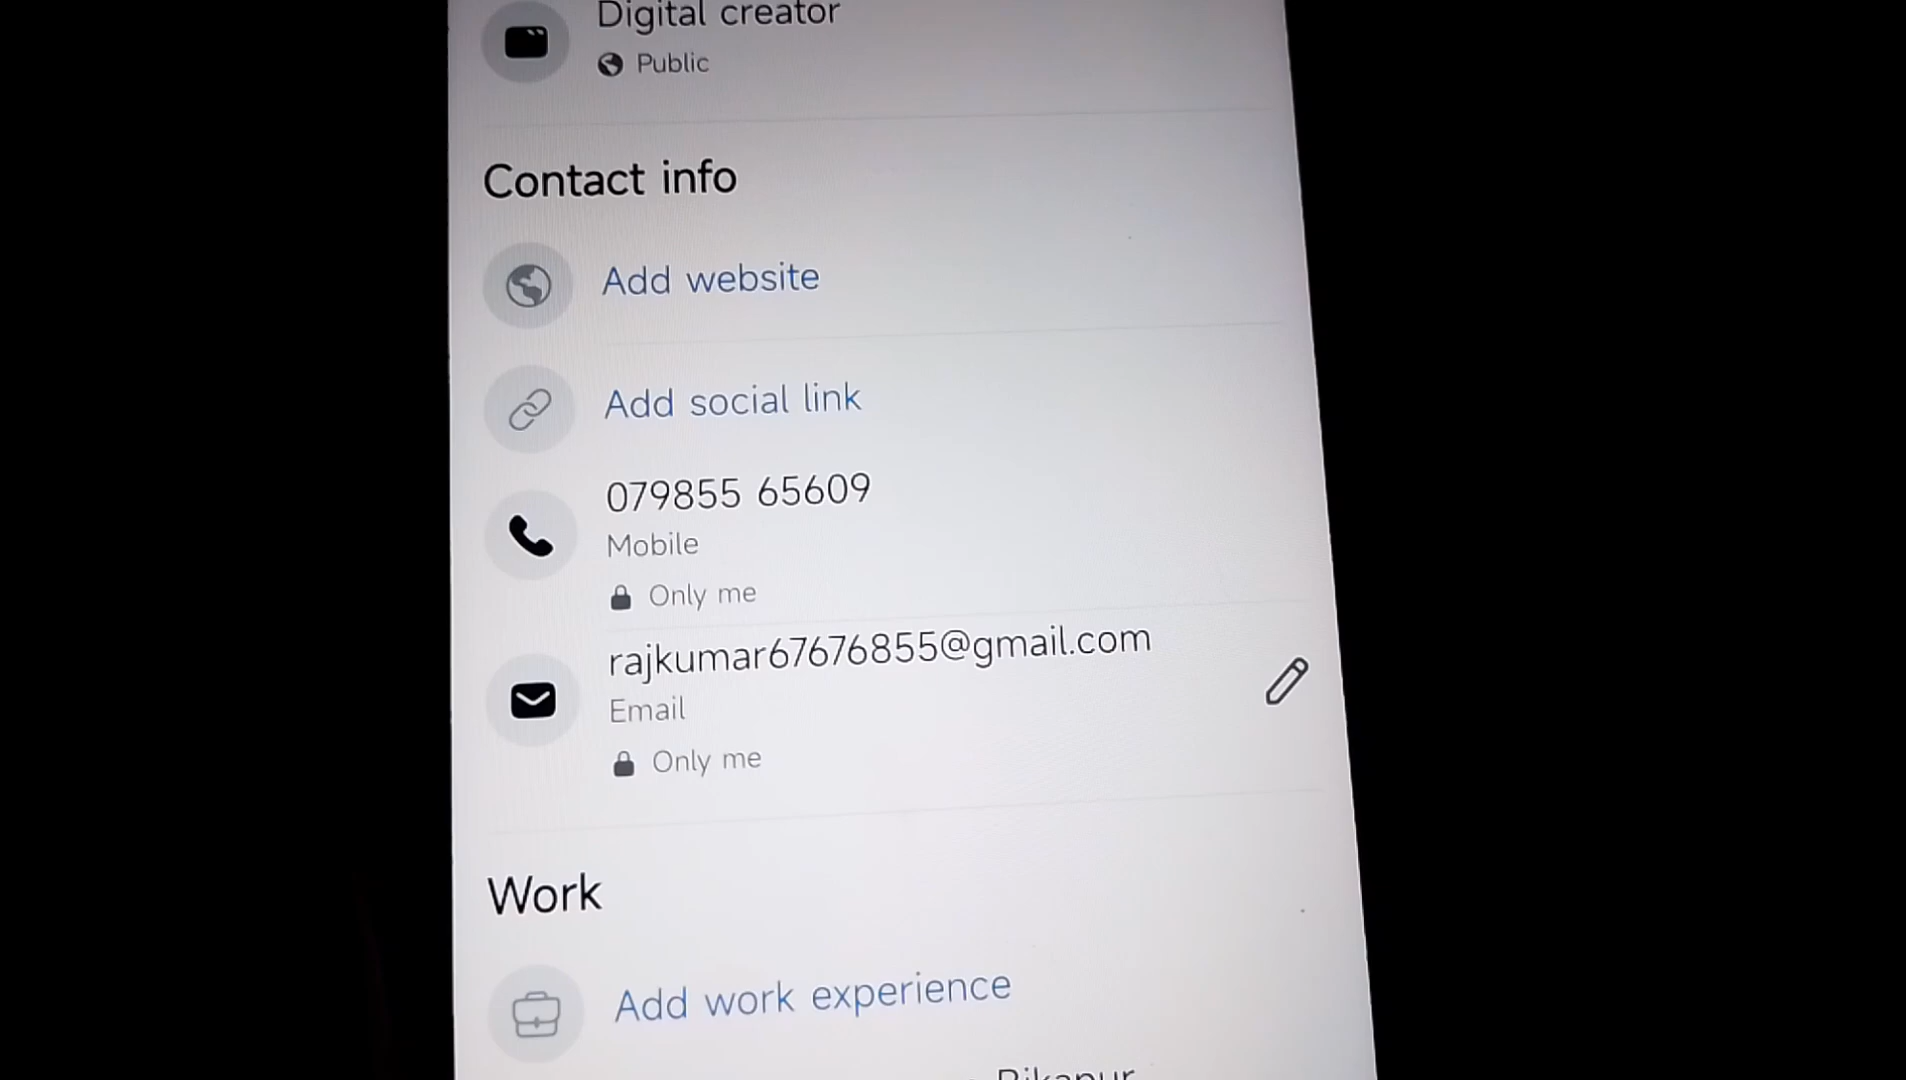 Digital creator
Public
Contact info
Add website
Add social link
079855 65609
Mobile
Only me
rajkumar67676855@gmail.com
Email
Only me
Work
Add work experience